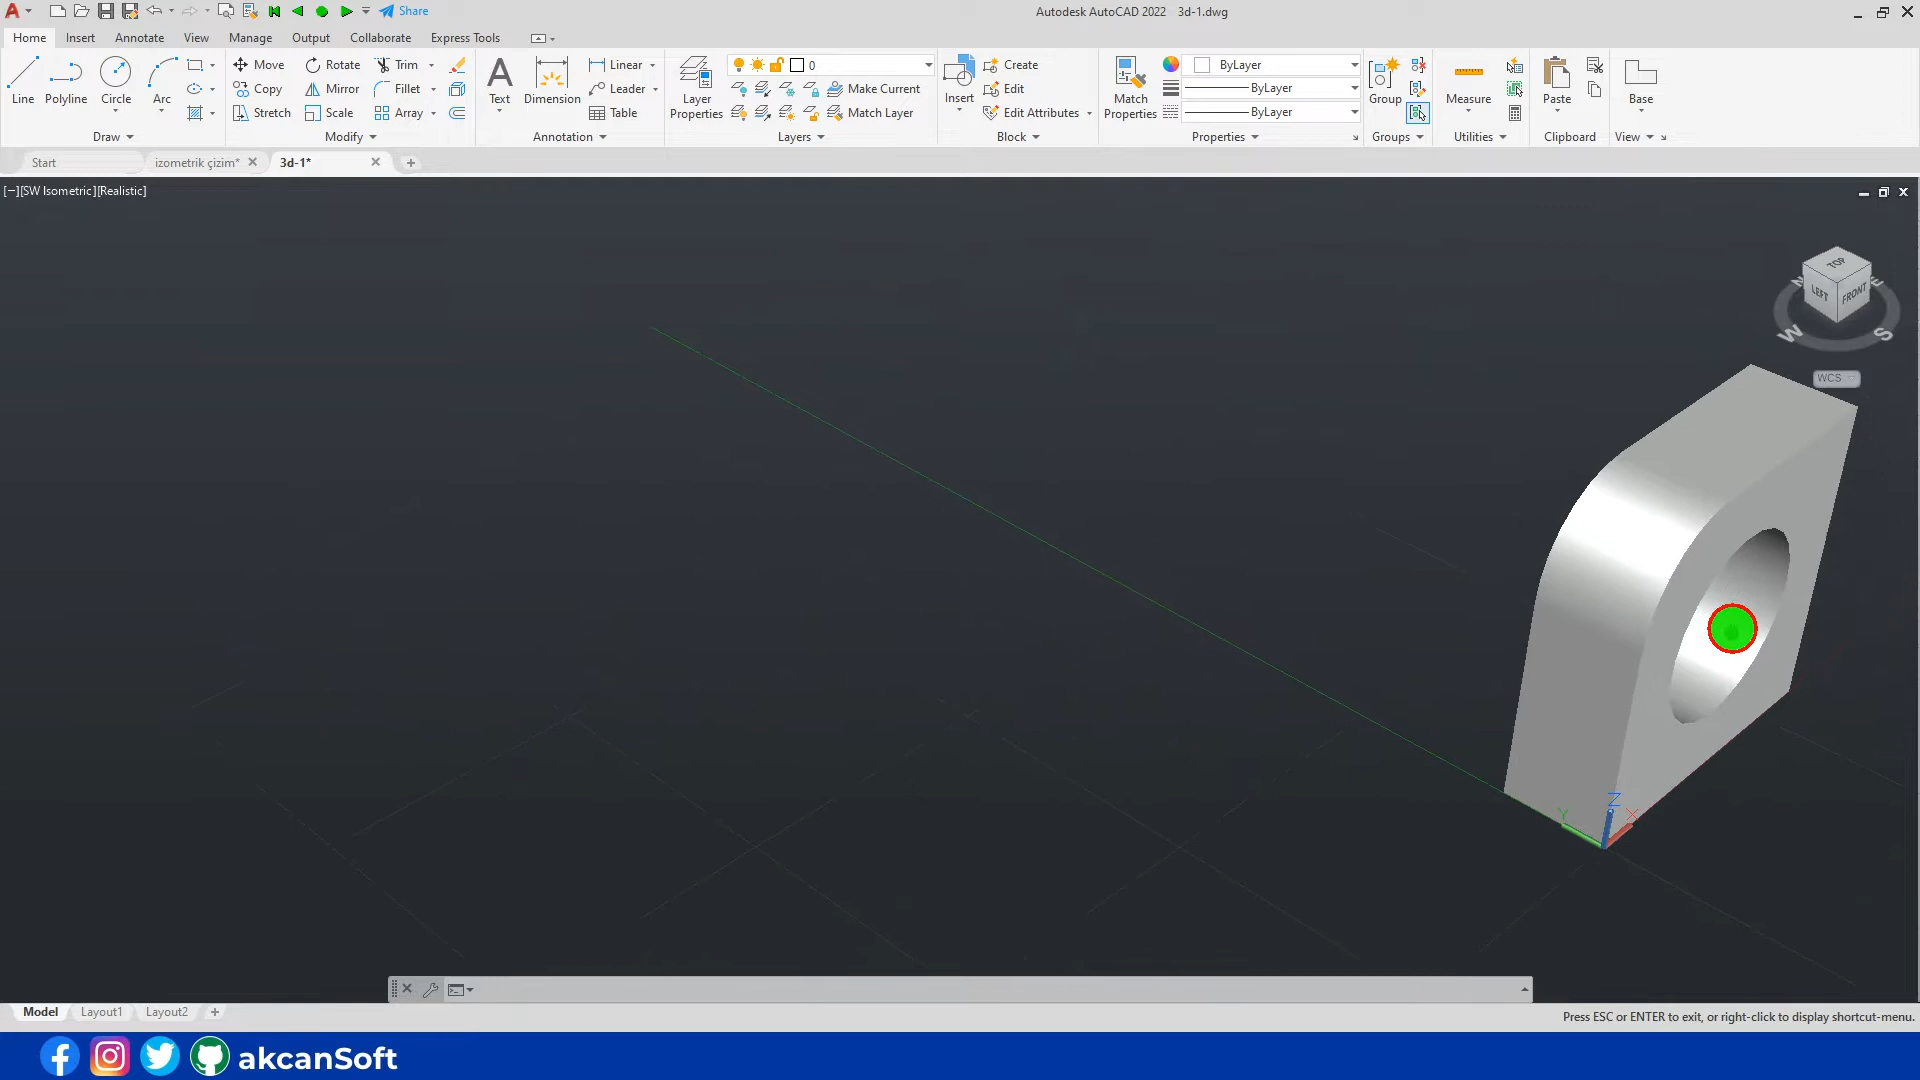 Share
Autodesk AutoCAD 2022 3d-1.dwg
Home Insert Annotate View Manage Output Collaborate Express Tools
Line Polyline Circle Arc
Move Rotate Trim
Copy Mirror Fillet
Stretch Scale Array
Text Dimension
Linear
Leader
Table
Layer Properties
0
Make Current
Match Layer
Insert
Create
Edit
Edit Attributes
Match Properties
ByLayer
ByLayer
ByLayer
Group
Measure
Paste
Base
Draw Modify Annotation Layers Block Properties Groups Utilities Clipboard View
Start izometrik çizim* 3d-1*
[−][SW Isometric][Realistic]
TOP
LEFT FRONT
N E
W S
WCS
Y Z X
Model Layout1 Layout2
Press ESC or ENTER to exit, or right-click to display shortcut-menu.
akcanSoft